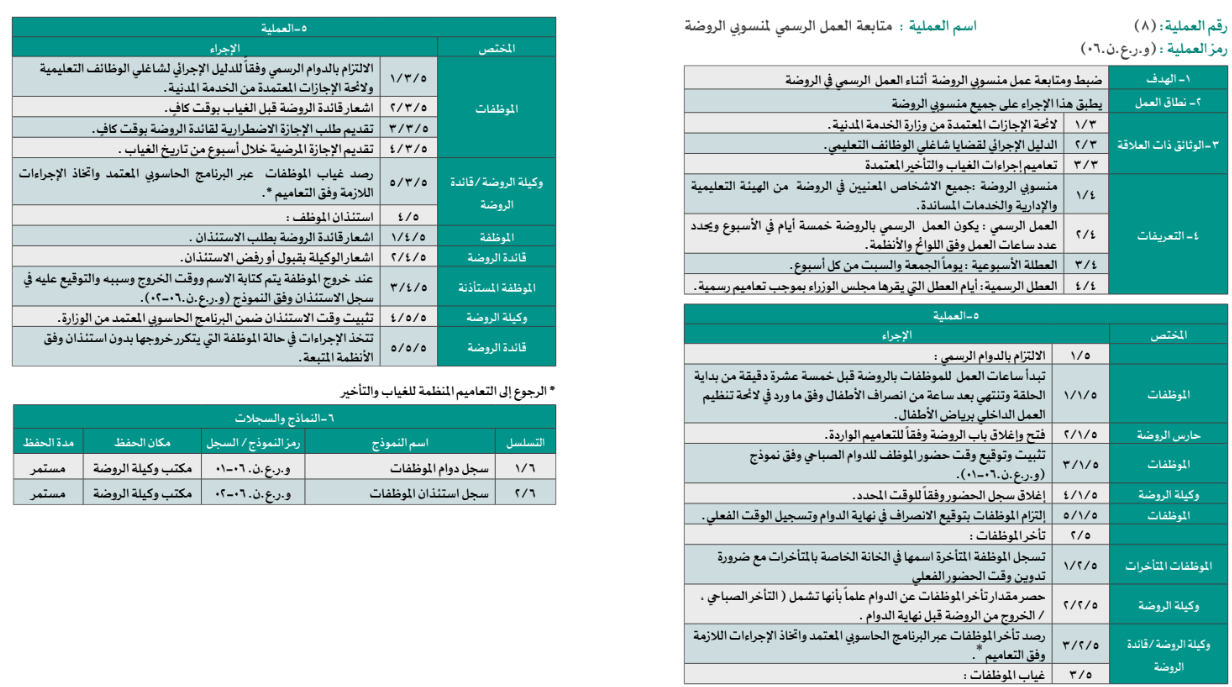 رقم العملية: (٨)
اسم العملية : متابعة العمل الرسمي لمنسوبي الروضة
رمز العملية : (و.ر.ع.ن.٠٦)
١- الهدف
ضبط ومتابعة عمل منسوبي الروضة أثناء العمل الرسمي في الروضة
٢- نطاق العمل
يطبق هذا الإجراء على جميع منسوبي الروضة
٣-الوثائق ذات العلاقة
١/٣ لائحة الإجازات المعتمدة من وزارة الخدمة المدنية.
٢/٣ الدليل الإجرائي لقضايا شاغلي الوظائف التعليمي.
٣/٣ تعاميم إجراءات الغياب والتأخير المعتمدة
٤- التعريفات
١/٤ منسوبي الروضة :جميع الاشخاص المعنيين في الروضة من الهيئة التعليمية
والإدارية والخدمات المساندة.
٢/٤ العمل الرسمي : يكون العمل الرسمي بالروضة خمسة أيام في الأسبوع ويحدد
عدد ساعات العمل وفق اللوائح والأنظمة.
٣/٤ العطلة الأسبوعية : يوماً الجمعة والسبت من كل أسبوع.
٤/٤ العطل الرسمية: أيام العطل التي يقرها مجلس الوزراء بموجب تعاميم رسمية.
٥-العملية
المختص الإجراء
١/٥ الالتزام بالدوام الرسمي :
الموظفات
١/١/٥ تبدأ ساعات العمل للموظفات بالروضة قبل خمسة عشرة دقيقة من بداية
الحلقة وتنتهي بعد ساعة من انصراف الأطفال وفق ما ورد في لائحة تنظيم
العمل الداخلي برياض الأطفال.
حارس الروضة ٢/١/٥ فتح وإغلاق باب الروضة وفقاً للتعاميم الواردة.
الموظفات ٣/١/٥ تثبيت وتوقيع وقت حضور الموظف للدوام الصباحي وفق نموذج
(و.ر.ع.ن.٠٦-٠١).
وكيلة الروضة ٤/١/٥ إغلاق سجل الحضور وفقاً للوقت المحدد.
الموظفات ٥/١/٥ إلتزام الموظفات بتوقيع الانصراف في نهاية الدوام وتسجيل الوقت الفعلي.
٢/٥ تأخر الموظفات :
الموظفات المتأخرات ١/٢/٥ تسجل الموظفة المتأخرة اسمها في الخانة الخاصة بالمتأخرات مع ضرورة
تدوين وقت الحضور الفعلي
وكيلة الروضة ٢/٢/٥ حصر مقدار تأخر الموظفات عن الدوام علماً بأنها تشمل ( التأخر الصباحي ،
/ الخروج من الروضة قبل نهاية الدوام .
وكيلة الروضة /قائدة
الروضة
٣/٢/٥ رصد تأخر الموظفات عبر البرنامج الحاسوبي المعتمد واتخاذ الإجراءات اللازمة
وفق التعاميم *.
٣/٥ غياب الموظفات :
٥-العملية
المختص الإجراء
الموظفات
١/٣/٥ الالتزام بالدوام الرسمي وفقاً للدليل الإجرائي لشاغلي الوظائف التعليمية
ولائحة الإجازات المعتمدة من الخدمة المدنية.
٢/٣/٥ اشعار قائدة الروضة قبل الغياب بوقت كافٍ.
٣/٣/٥ تقديم طلب الإجازة الاضطرارية لقائدة الروضة بوقت كافٍ.
٤/٣/٥ تقديم الإجازة المرضية خلال أسبوع من تاريخ الغياب .
وكيلة الروضة /قائدة
الروضة
٥/٣/٥ رصد غياب الموظفات عبر البرنامج الحاسوبي المعتمد واتخاذ الإجراءات
اللازمة وفق التعاميم *.
٤/٥ استئذان الموظف :
الموظفة ١/٤/٥ اشعار قائدة الروضة بطلب الاستئذان .
قائدة الروضة ٢/٤/٥ اشعار الوكيلة بقبول أو رفض الاستئذان.
الموظفة المستأذنة ٣/٤/٥ عند خروج الموظفة يتم كتابة الاسم ووقت الخروج وسببه والتوقيع عليه في
سجل الاستئذان وفق النموذج (و.ر.ع.ن.٠٦-٠٢).
وكيلة الروضة ٤/٥/٥ تثبيت وقت الاستئذان ضمن البرنامج الحاسوبي المعتمد من الوزارة.
قائدة الروضة ٥/٥/٥ تتخذ الإجراءات في حالة الموظفة التي يتكرر خروجها بدون استئذان وفق
الأنظمة المتبعة.
* الرجوع إلى التعاميم المنظمة للغياب والتأخير
٦-النماذج والسجلات
التسلسل اسم النموذج رمز النموذج / السجل مكان الحفظ مدة الحفظ
١/٦ سجل دوام الموظفات و.ر.ع.ن.٠٦-٠١ مكتب وكيلة الروضة مستمر
٢/٦ سجل استئذان الموظفات و.ر.ع.ن.٠٦-٠٢ مكتب وكيلة الروضة مستمر